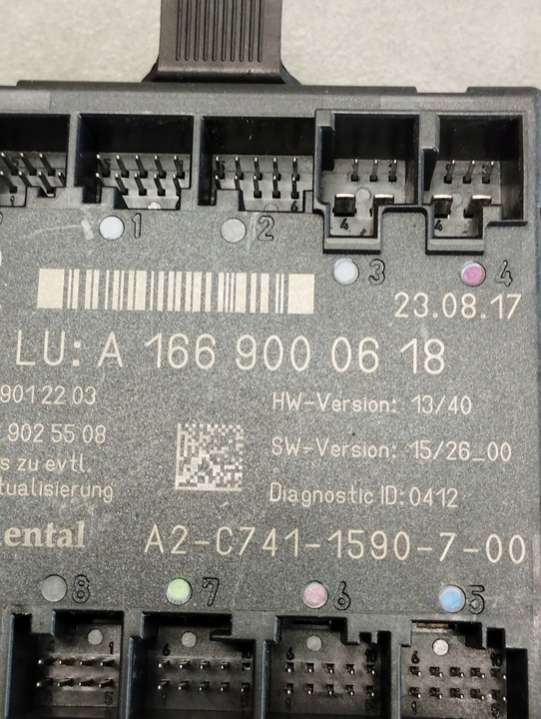 1 2 3 4
23.08.17
LU: A 166 900 06 18
901 22 03
HW-Version: 13/40
902 55 08
SW-Version: 15/26_00
s zu evtl.
tualisierung
Diagnostic ID: 0412
ental
A2-C741-1590-7-00
8 7 6 5